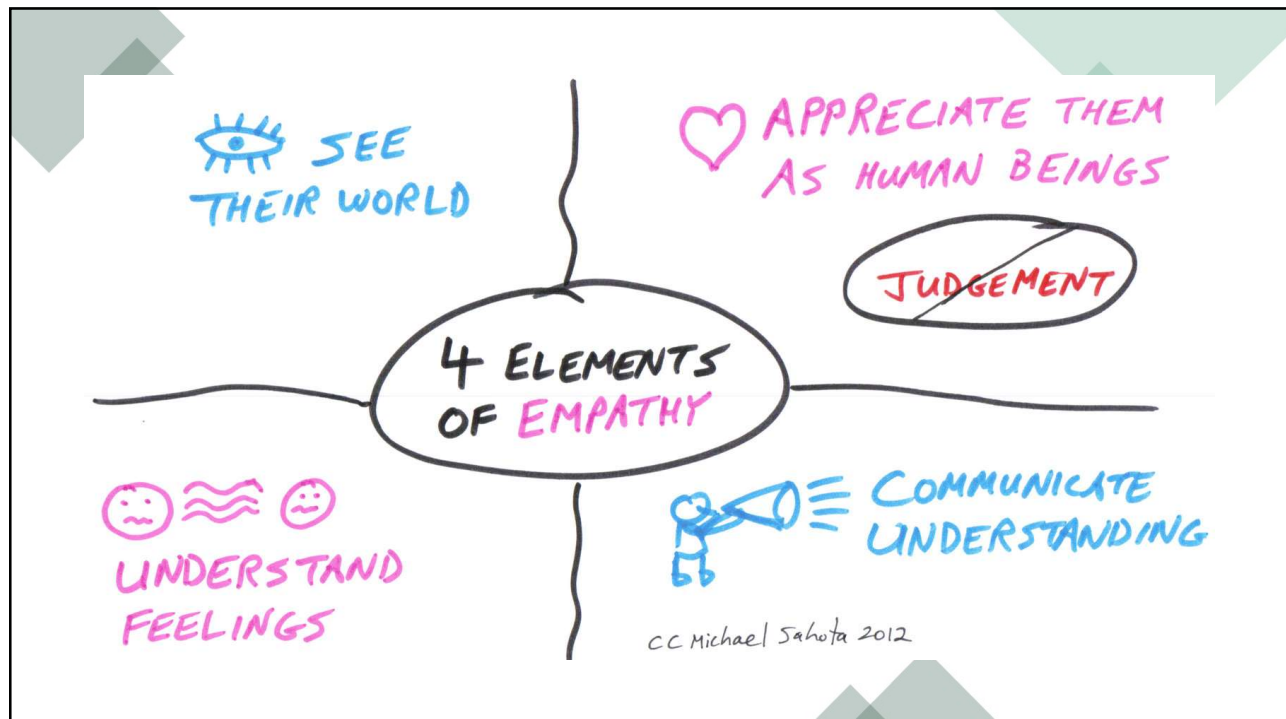 SEE
THEIR WORLD
APPRECIATE THEM
AS HUMAN BEINGS
JUDGEMENT
4 ELEMENTS
OF EMPATHY
UNDERSTAND
FEELINGS
COMMUNICATE
UNDERSTANDING
CC Michael Sahota 2012